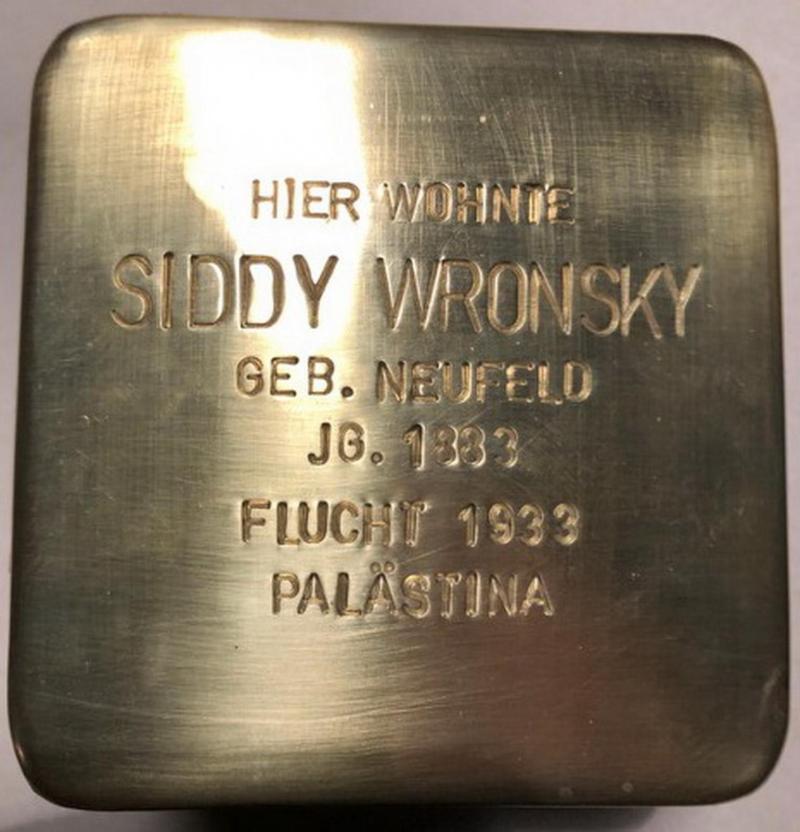 HIER WOHNTE
SIDDY WRONSKY
GEB. NEUFELD
JG. 1883
FLUCHT 1933
PALÄSTINA